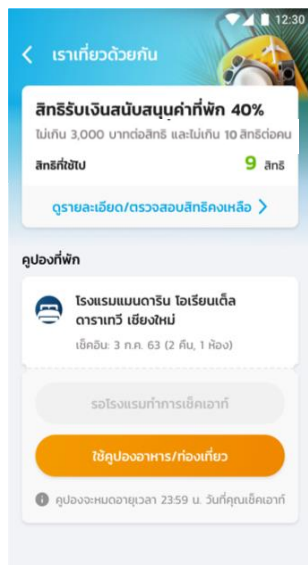 12:30
เราเที่ยวด้วยกัน
สิทธิรับเงินสนับสนุนค่าที่พัก 40%
ไม่เกิน 3,000 บาทต่อสิทธิ และไม่เกิน 10 สิทธิต่อคน
สิทธิที่ใช้ไป 9 สิทธิ
ดูรายละเอียด/ตรวจสอบสิทธิคงเหลือ
คูปองที่พัก
โรงแรมแมนดาริน โอเรียนเต็ล
ดาราเทวี เชียงใหม่
เช็คอิน: 3 ก.ค. 63 (2 คืน, 1 ห้อง)
รอโรงแรมทำการเช็คเอาท์
ใช้คูปองอาหาร/ท่องเที่ยว
คูปองจะหมดอายุเวลา 23:59 น. วันที่คุณเช็คเอาท์